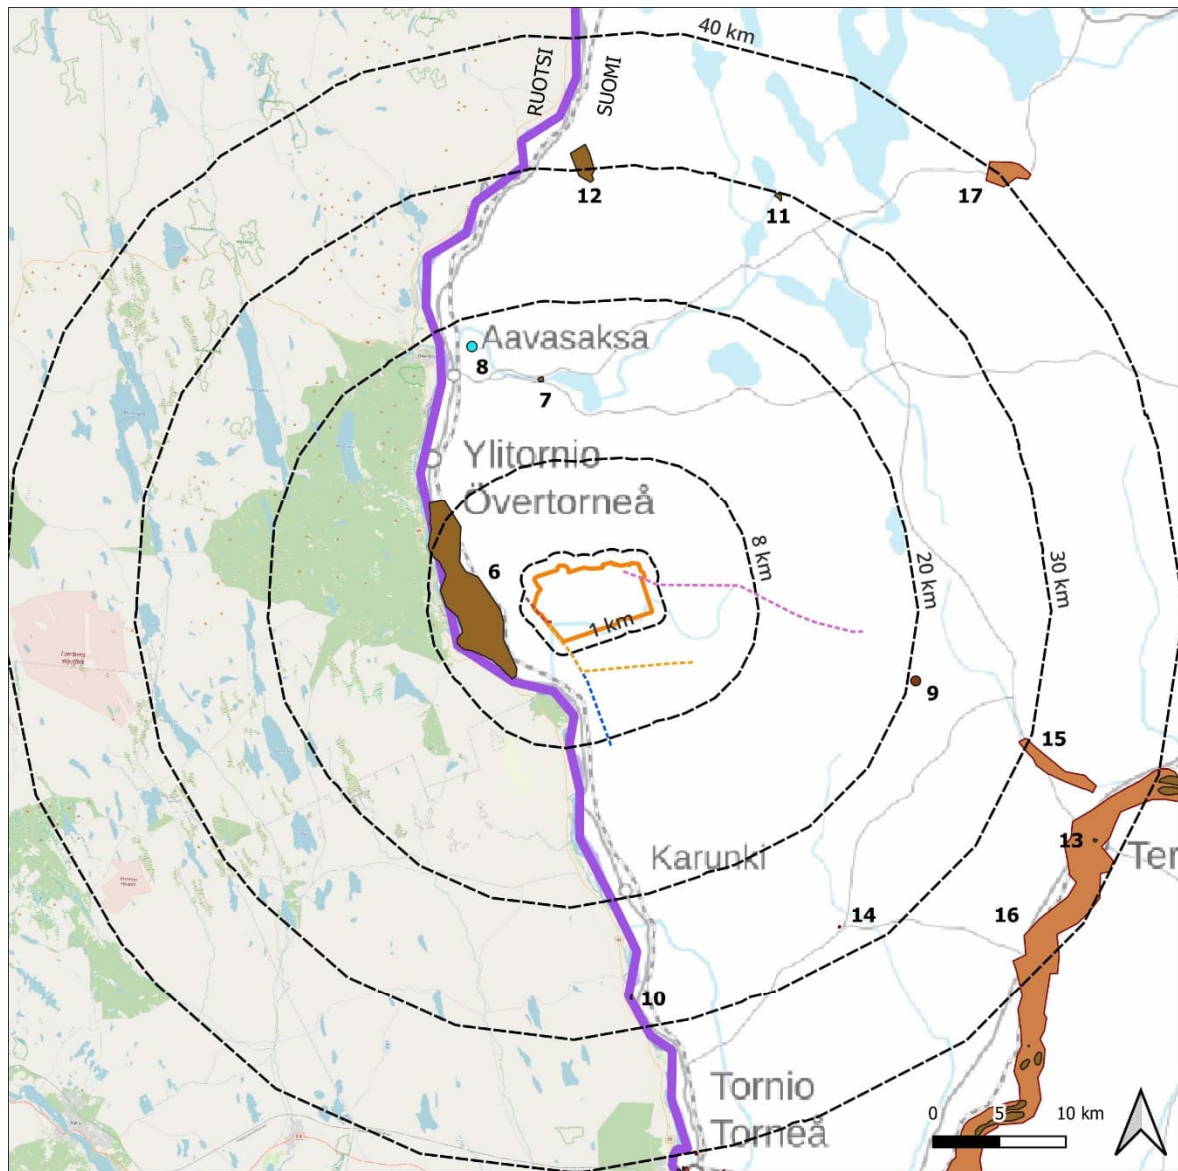 40 km
RUOTSI
SUOMI
12
11
17
Aavasaksa
8
7
Ylitornio
Övertorneå
6
8 km
20 km
30 km
1 km
9
15
13
Ter
Karunki
14
16
10
Tornio
Torneå
0 5 10 km